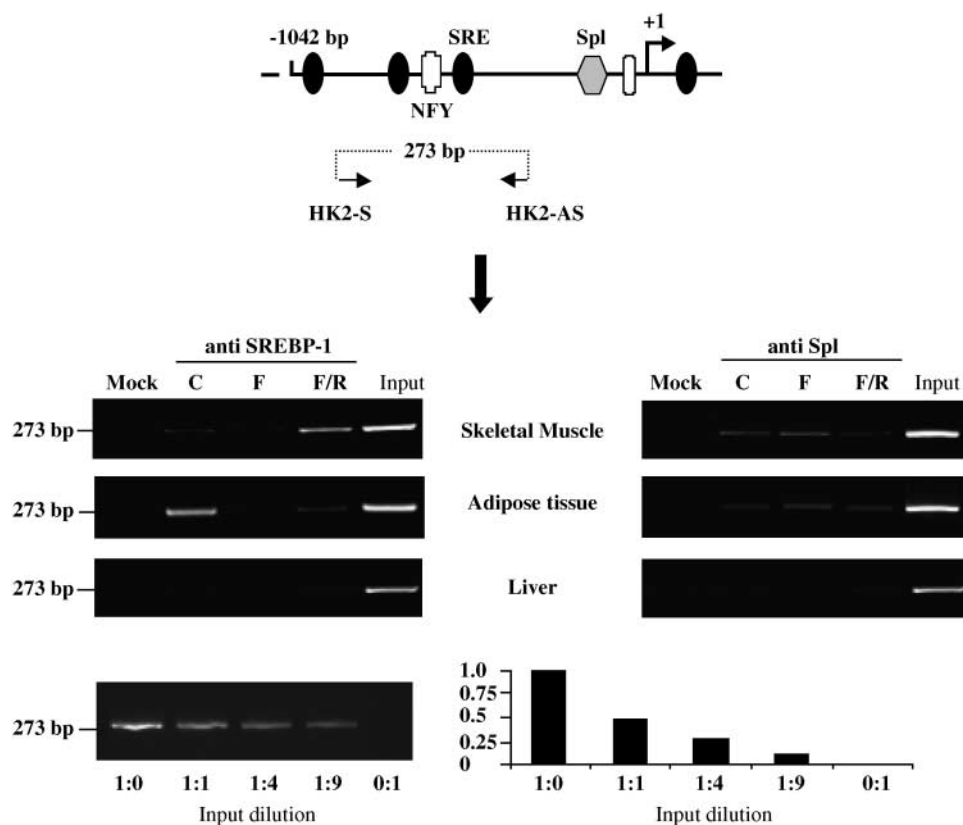 +1
-1042 bp
SRE
Spl
NFY
273 bp
HK2-S
HK2-AS
anti SREBP-1
anti Spl
Mock
C
F
F/R
Input
Mock
C
F
F/R
Input
273 bp
Skeletal Muscle
273 bp
Adipose tissue
273 bp
Liver
273 bp
1.0
0.75
0.5
0.25
0
1:0
1:1
1:4
1:9
0:1
1:0
1:1
1:4
1:9
0:1
Input dilution
Input dilution